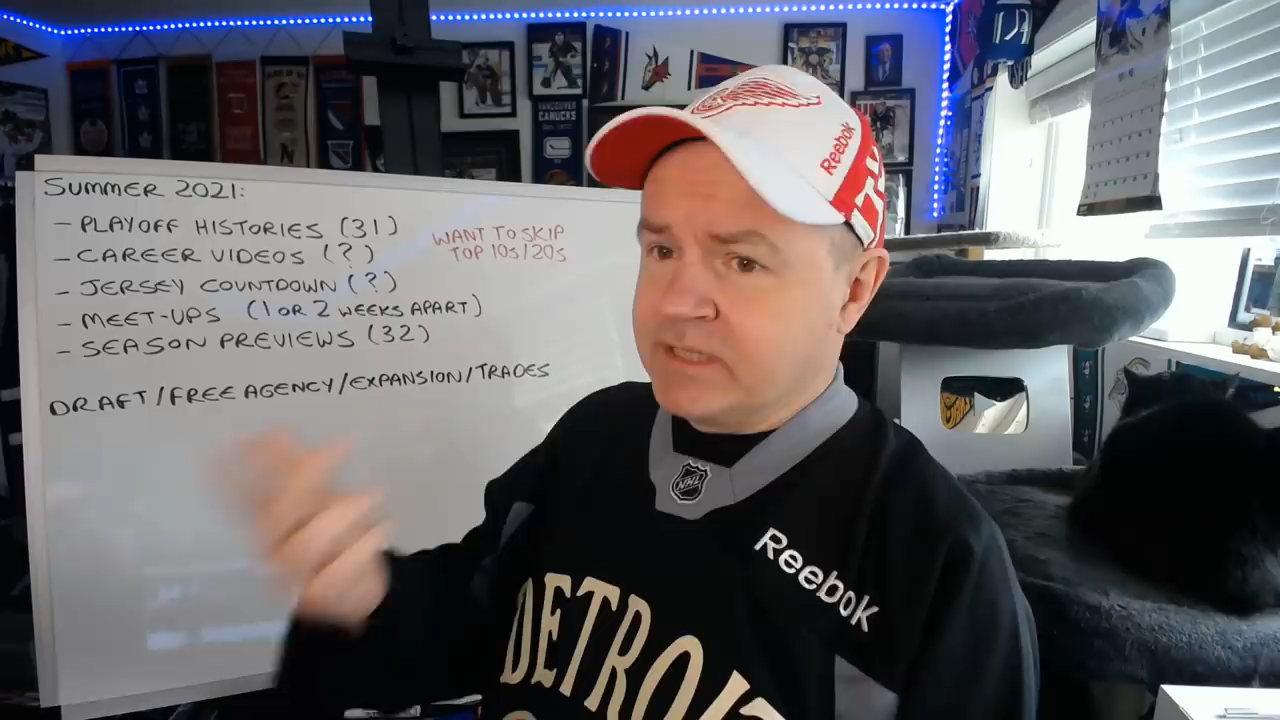 SUMMER 2021:
- PLAYOFF HISTORIES (31)
- CAREER VIDEOS (?)
- JERSEY COUNTDOWN (?)
- MEET-UPS (1 OR 2 WEEKS APART)
- SEASON PREVIEWS (32)
DRAFT/FREE AGENCY/EXPANSION/TRADES
WANT TO SKIP
TOP 10s/20s
VANCOUVER
CANUCKS
Reebok
NHL
Reebok
DETROIT